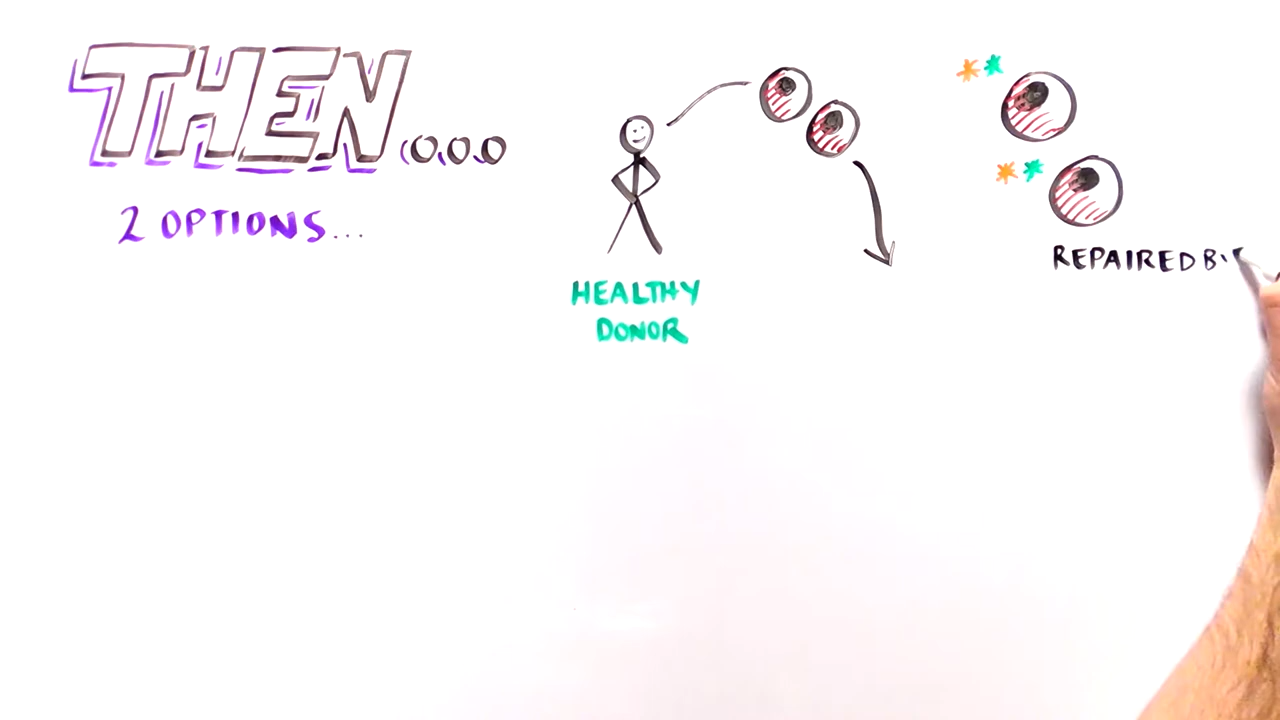 THEN...
2 OPTIONS...
HEALTHY
DONOR
REPAIRED